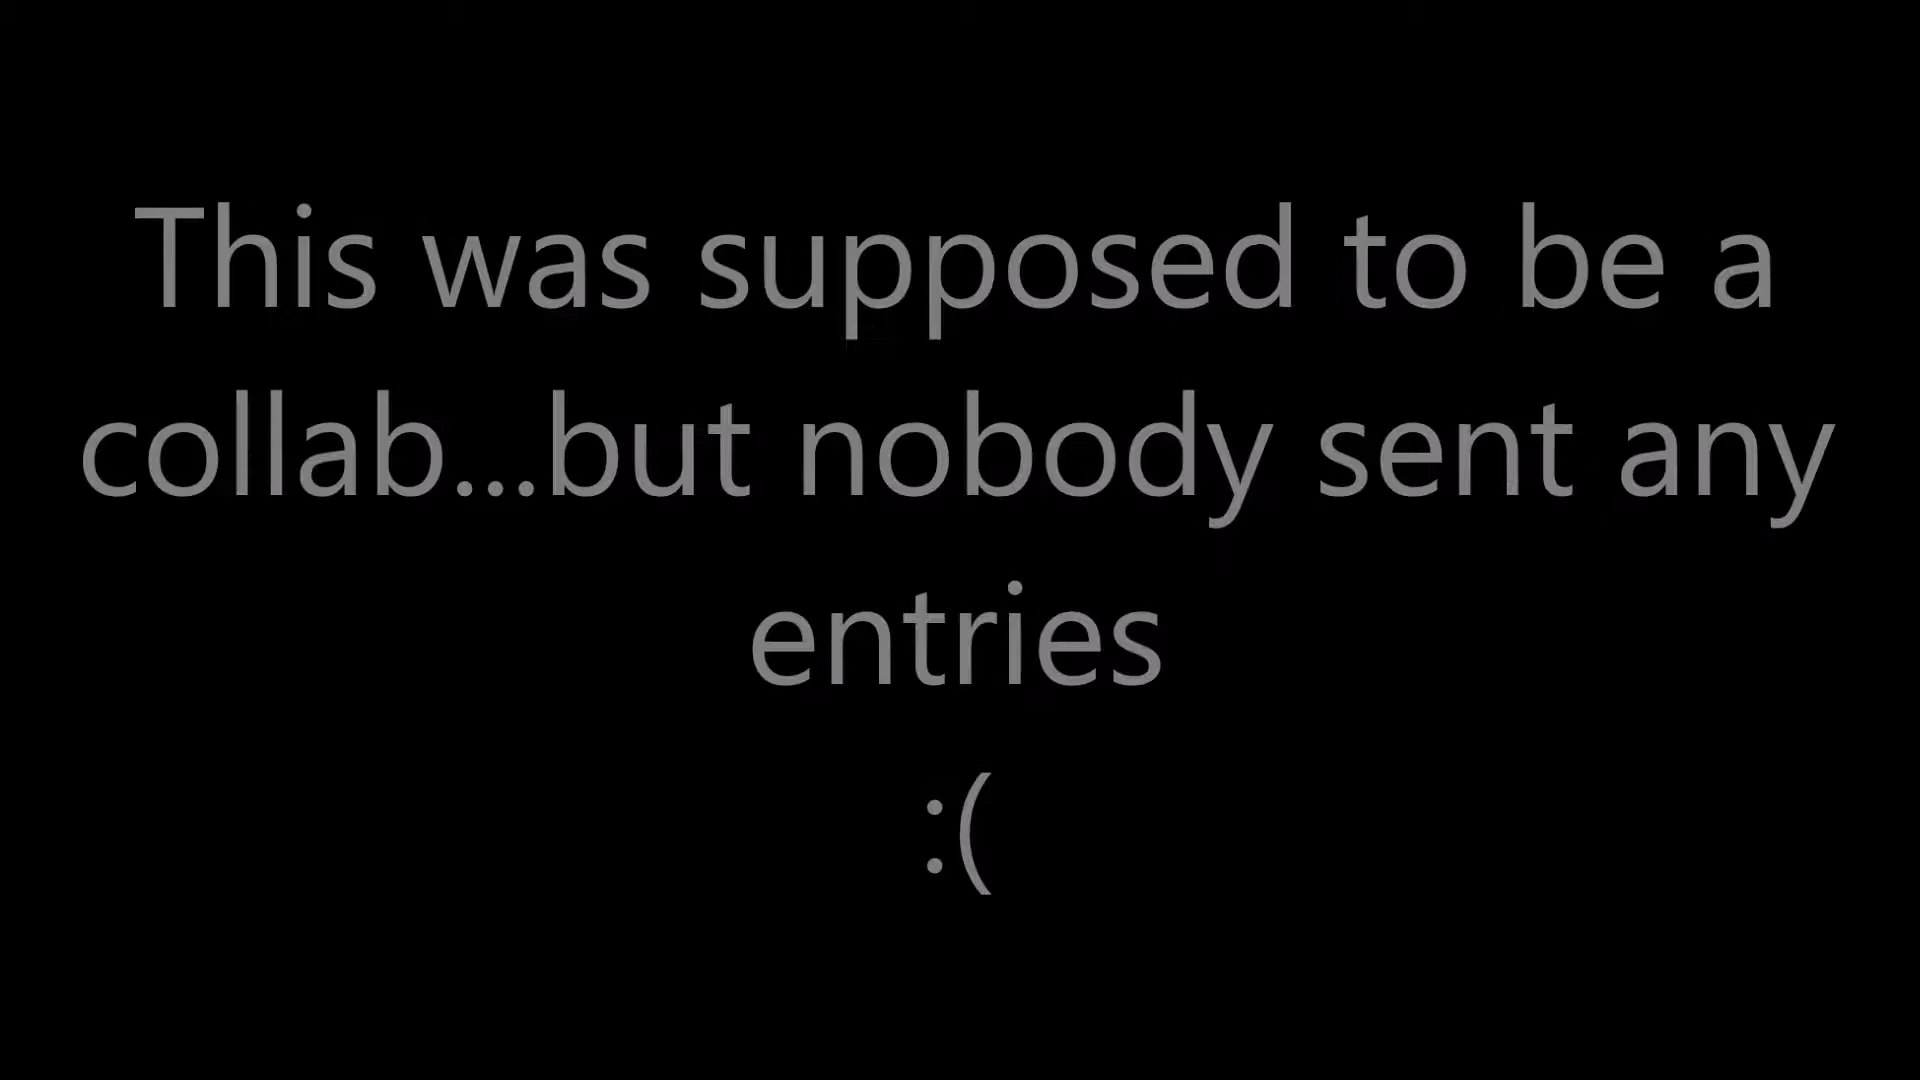 This was supposed to be a
collab...but nobody sent any
entries
:(